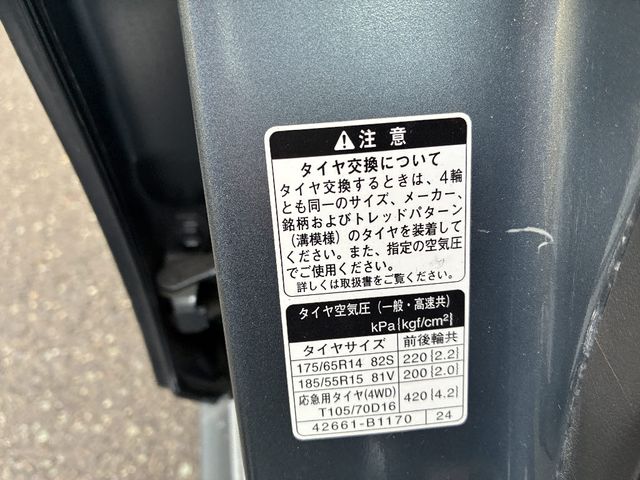 ⚠注意
タイヤ交換について
タイヤ交換するときは、4輪
とも同一のサイズ、メーカー、
銘柄およびトレッドパターン
(溝模様)のタイヤを装着して
ください。また、指定の空気圧
でご使用ください。
詳しくは取扱書をご覧ください。
タイヤ空気圧(一般・高速共)
kPa{kgf/cm²}
タイヤサイズ 前後輪共
175/65R14 82S 220{2.2}
185/55R15 81V 200{2.0}
応急用タイヤ(4WD)
T105/70D16 420{4.2}
42661-B1170 24